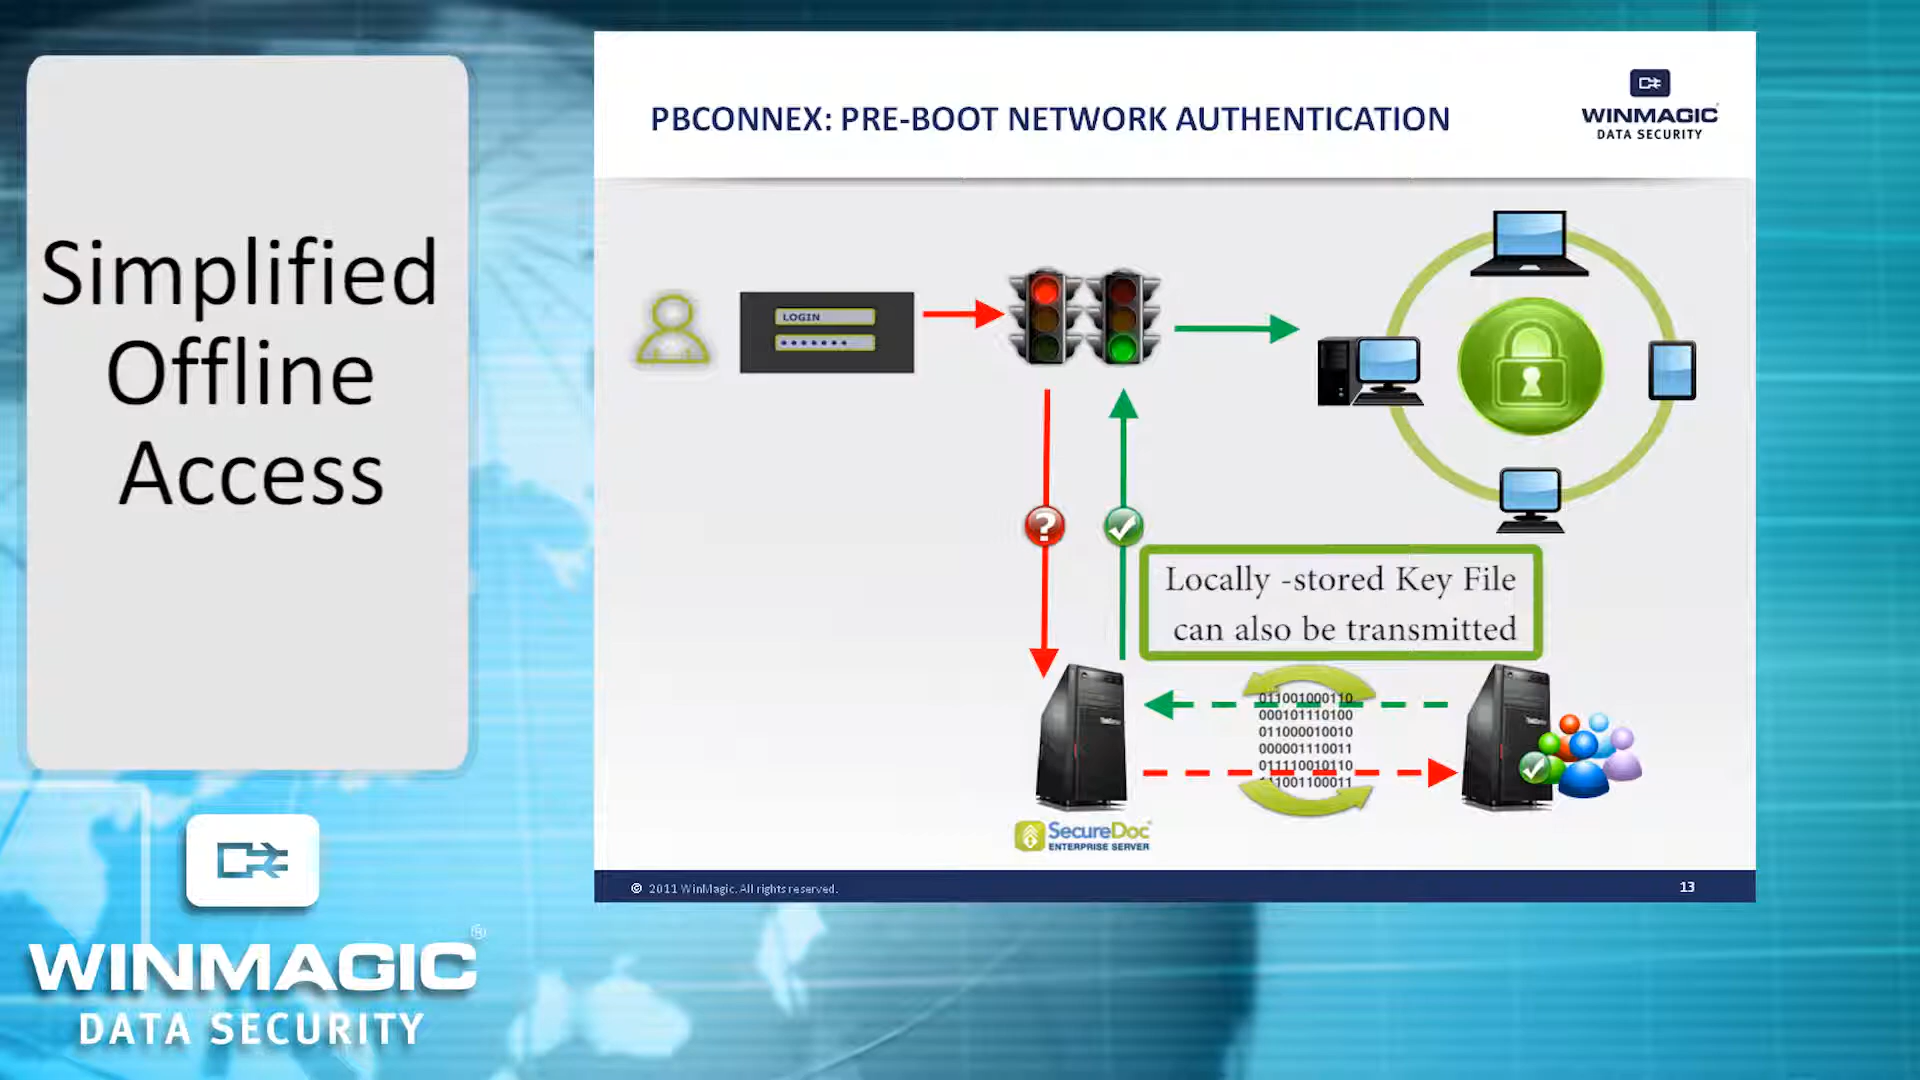 Simplified
Offline
Access
WINMAGIC®
DATA SECURITY
PBCONNEX: PRE-BOOT NETWORK AUTHENTICATION
WINMAGIC
DATA SECURITY
LOGIN
?
Locally -stored Key File
can also be transmitted
011001000110
000101110100
011000010010
000001110011
011110010110
111001100011
SecureDoc
ENTERPRISE SERVER
© 2011 WinMagic. All rights reserved.
13